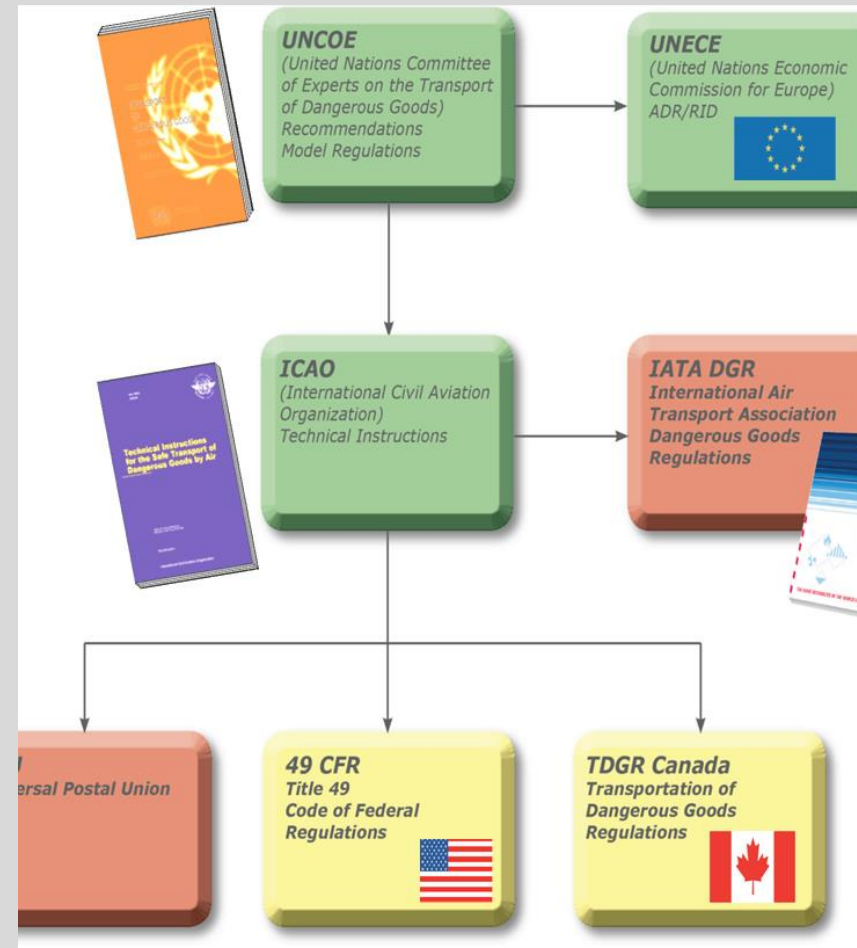 UNCOE
(United Nations Committee
of Experts on the Transport
of Dangerous Goods)
Recommendations
Model Regulations
UNECE
(United Nations Economic
Commission for Europe)
ADR/RID
ICAO
(International Civil Aviation
Organization)
Technical Instructions
IATA DGR
International Air
Transport Association
Dangerous Goods
Regulations
Technical Instructions
for the Safe Transport of
Dangerous Goods by Air
ersal Postal Union
49 CFR
Title 49
Code of Federal
Regulations
TDGR Canada
Transportation of
Dangerous Goods
Regulations